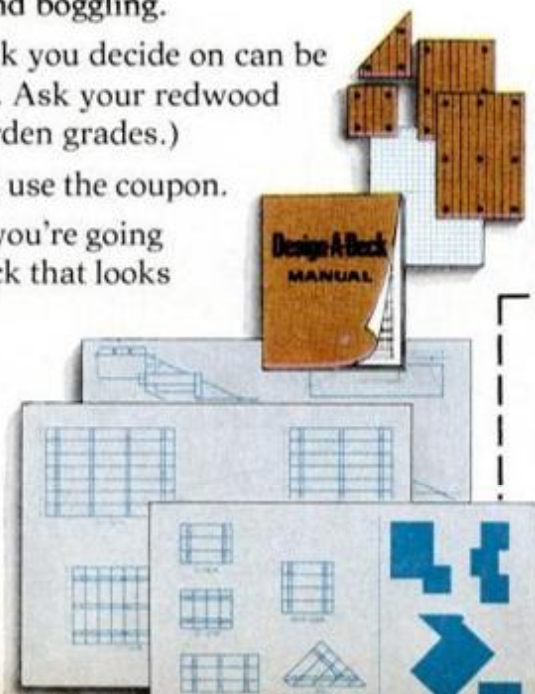 nd boggling.
k you decide on can be
. Ask your redwood
rden grades.)
use the coupon.
you're going
ck that looks
Design-A-Deck
MANUAL